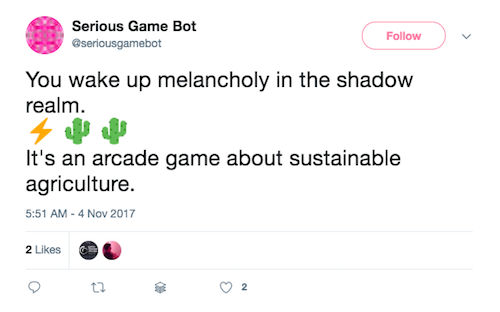 Serious Game Bot
@seriousgamebot
Follow
You wake up melancholy in the shadow
realm.
⚡🌵🌵
It's an arcade game about sustainable
agriculture.
5:51 AM - 4 Nov 2017
2 Likes
2